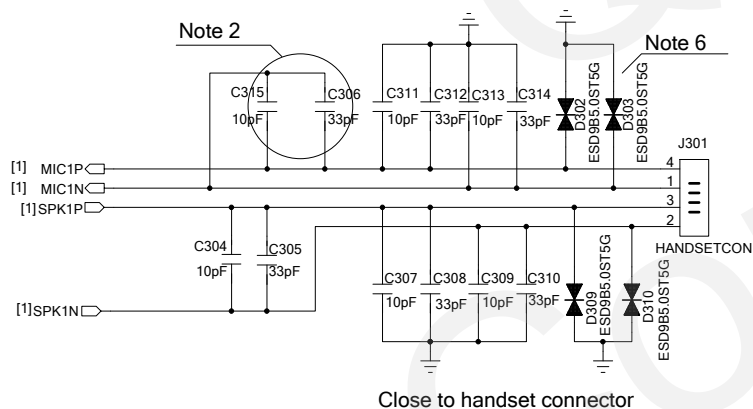 Note 2
Note 6
C315
10pF
C306
33pF
C311
10pF
C312
33pF
C313
10pF
C314
33pF
D302
ESD9B5.0ST5G
D303
ESD9B5.0ST5G
J301
[1] MIC1P
[1] MIC1N
[1]SPK1P
[1]SPK1N
4
1
3
2
HANDSETCON
C304
10pF
C305
33pF
C307
10pF
C308
33pF
C309
10pF
C310
33pF
D309
ESD9B5.0ST5G
D310
ESD9B5.0ST5G
Close to handset connector